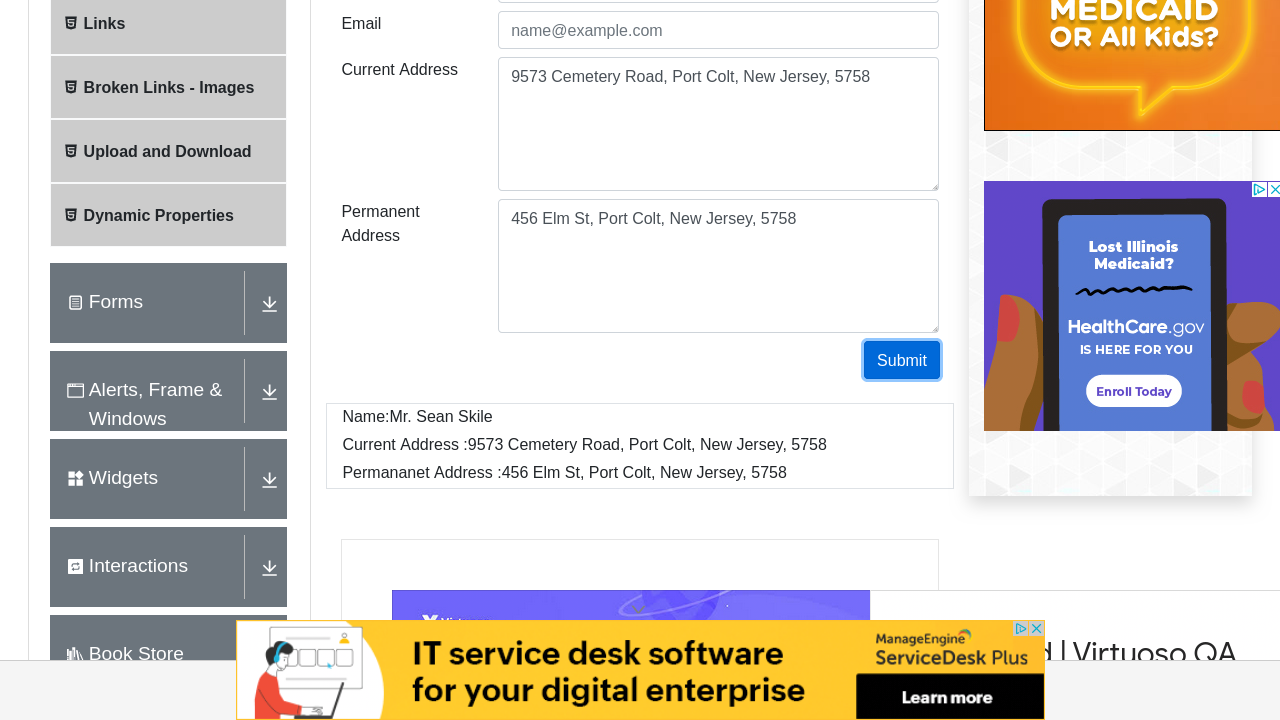 Links
Broken Links - Images
Upload and Download
Dynamic Properties
Forms
Alerts, Frame &
Windows
Widgets
Interactions
Book Store
Email
name@example.com
Current Address
9573 Cemetery Road, Port Colt, New Jersey, 5758
Permanent
Address
456 Elm St, Port Colt, New Jersey, 5758
Submit
Name:Mr. Sean Skile
Current Address :9573 Cemetery Road, Port Colt, New Jersey, 5758
Permananet Address :456 Elm St, Port Colt, New Jersey, 5758
MEDICAID
OR All Kids?
Lost Illinois
Medicaid?
HealthCare.gov
IS HERE FOR YOU
Enroll Today
| Virtuoso QA
IT service desk software
for your digital enterprise
ManageEngine
ServiceDesk Plus
Learn more